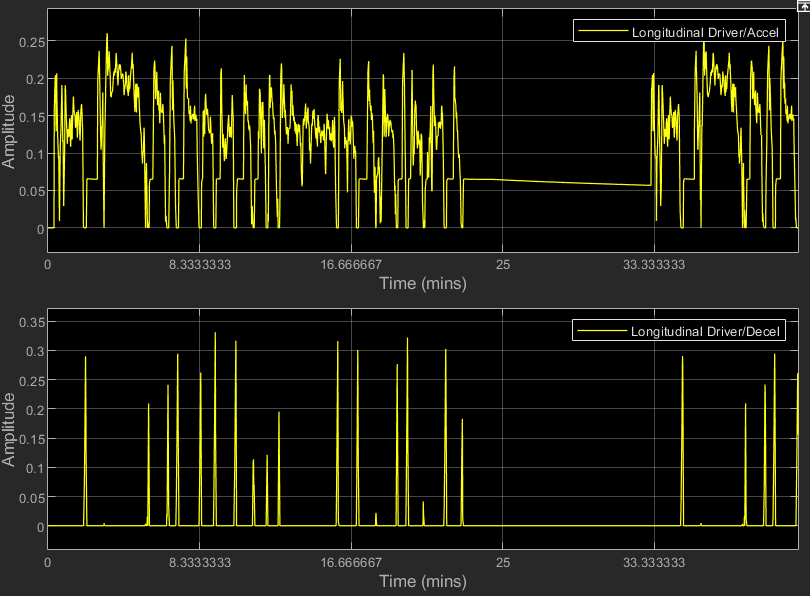 Longitudinal Driver/Accel
0.25
0.2
0.15
0.1
0.05
0
Amplitude
0 8.3333333 16.666667 25 33.333333
Time (mins)
Longitudinal Driver/Decel
0.35
0.3
0.25
0.2
0.15
0.1
0.05
0
Amplitude
0 8.3333333 16.666667 25 33.333333
Time (mins)